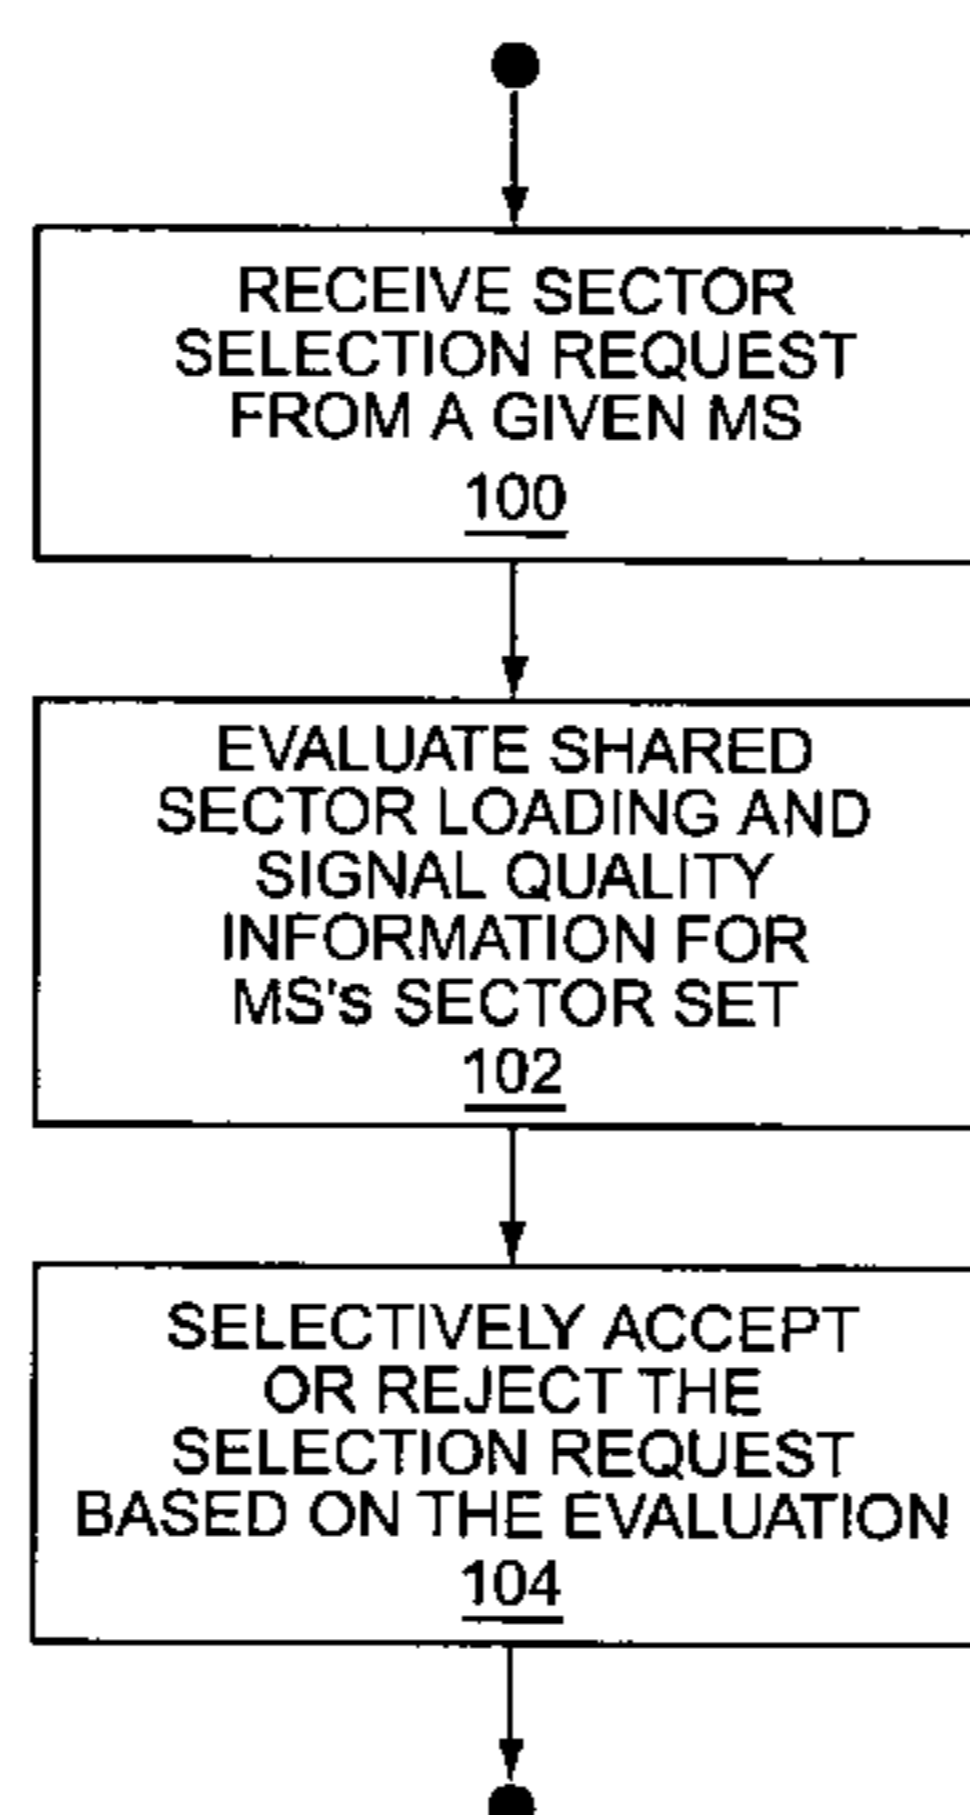 RECEIVE SECTOR
SELECTION REQUEST
FROM A GIVEN MS
100
EVALUATE SHARED
SECTOR LOADING AND
SIGNAL QUALITY
INFORMATION FOR
MS's SECTOR SET
102
SELECTIVELY ACCEPT
OR REJECT THE
SELECTION REQUEST
BASED ON THE EVALUATION
104